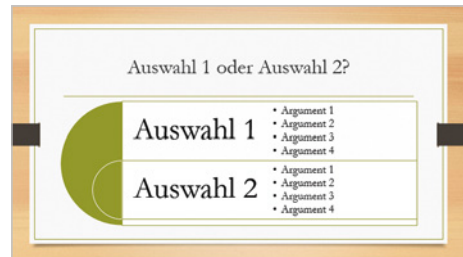 Auswahl 1 oder Auswahl 2?
Auswahl 1
• Argument 1
• Argument 2
• Argument 3
• Argument 4
Auswahl 2
• Argument 1
• Argument 2
• Argument 3
• Argument 4